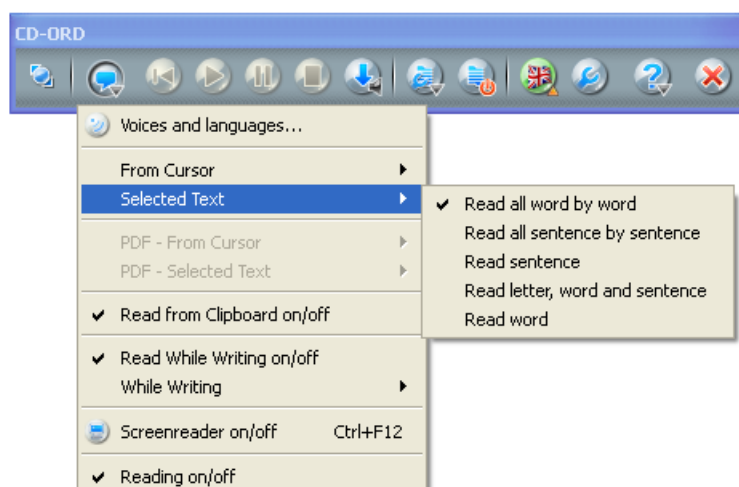 CD-ORD
Voices and languages...
From Cursor
Selected Text
Read all word by word
Read all sentence by sentence
Read sentence
Read letter, word and sentence
Read word
PDF - From Cursor
PDF - Selected Text
Read from Clipboard on/off
Read While Writing on/off
While Writing
Screenreader on/off Ctrl+F12
Reading on/off